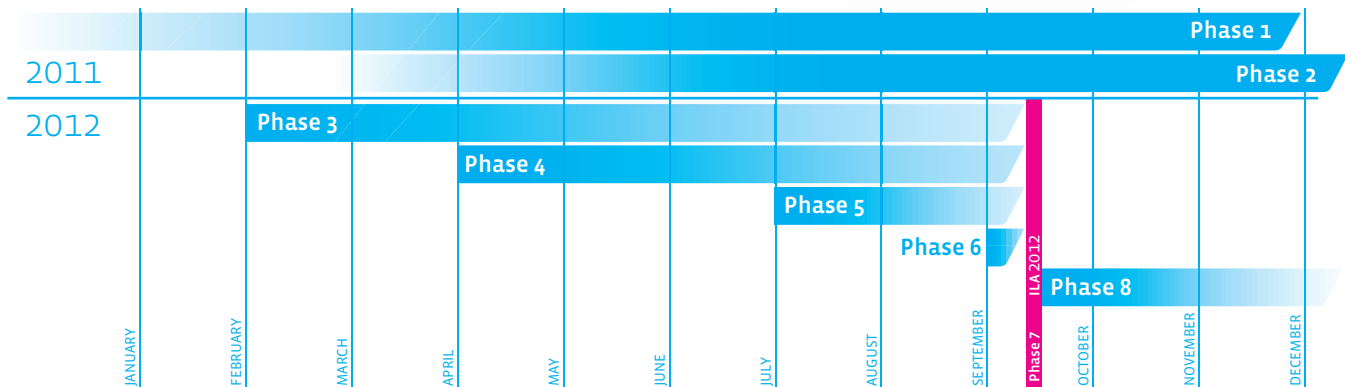 Phase 1
2011
Phase 2
2012
Phase 3
Phase 4
Phase 5
Phase 6
ILA 2012
Phase 8
Phase 7
JANUARY
FEBRUARY
MARCH
APRIL
MAY
JUNE
JULY
AUGUST
SEPTEMBER
OCTOBER
NOVEMBER
DECEMBER